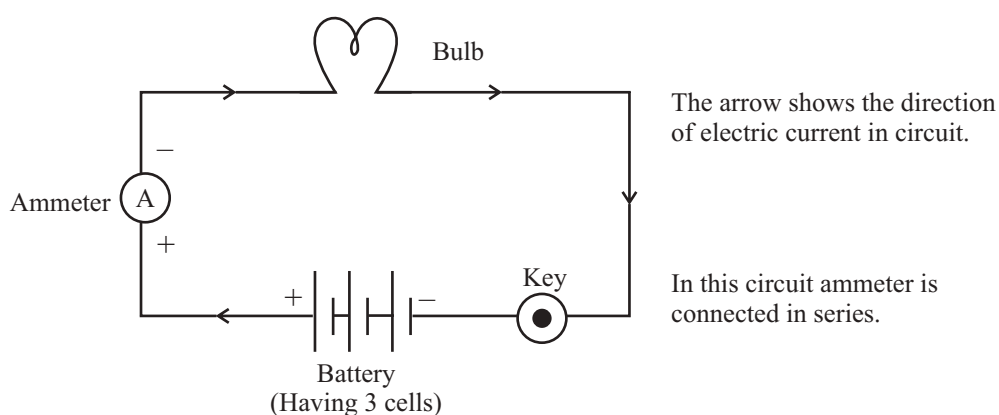 Bulb
The arrow shows the direction
of electric current in circuit.
−
Ammeter
A
+
+
−
Key
In this circuit ammeter is
connected in series.
Battery
(Having 3 cells)